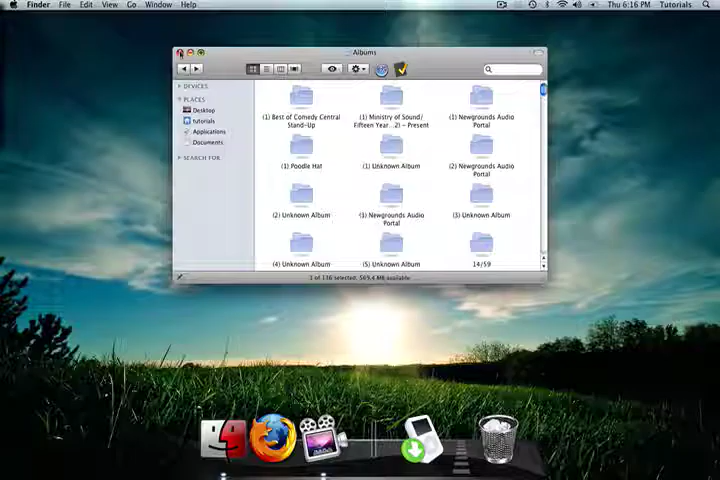 Finder File Edit View Go Window Help Thu 6:16 PM Tutorials
Albums
DEVICES
PLACES
Desktop
tutorials
Applications
Documents
SEARCH FOR
(1) Best of Comedy Central Stand-Up
(1) Ministry of Sound/
Fifteen Year...2) - Present
(1) Newgrounds Audio
Portal
(1) Poodle Hat
(1) Unknown Album
(2) Newgrounds Audio
Portal
(2) Unknown Album
(3) Newgrounds Audio
Portal
(3) Unknown Album
(4) Unknown Album
(5) Unknown Album
14/59
1 of 136 selected, 569.4 MB available